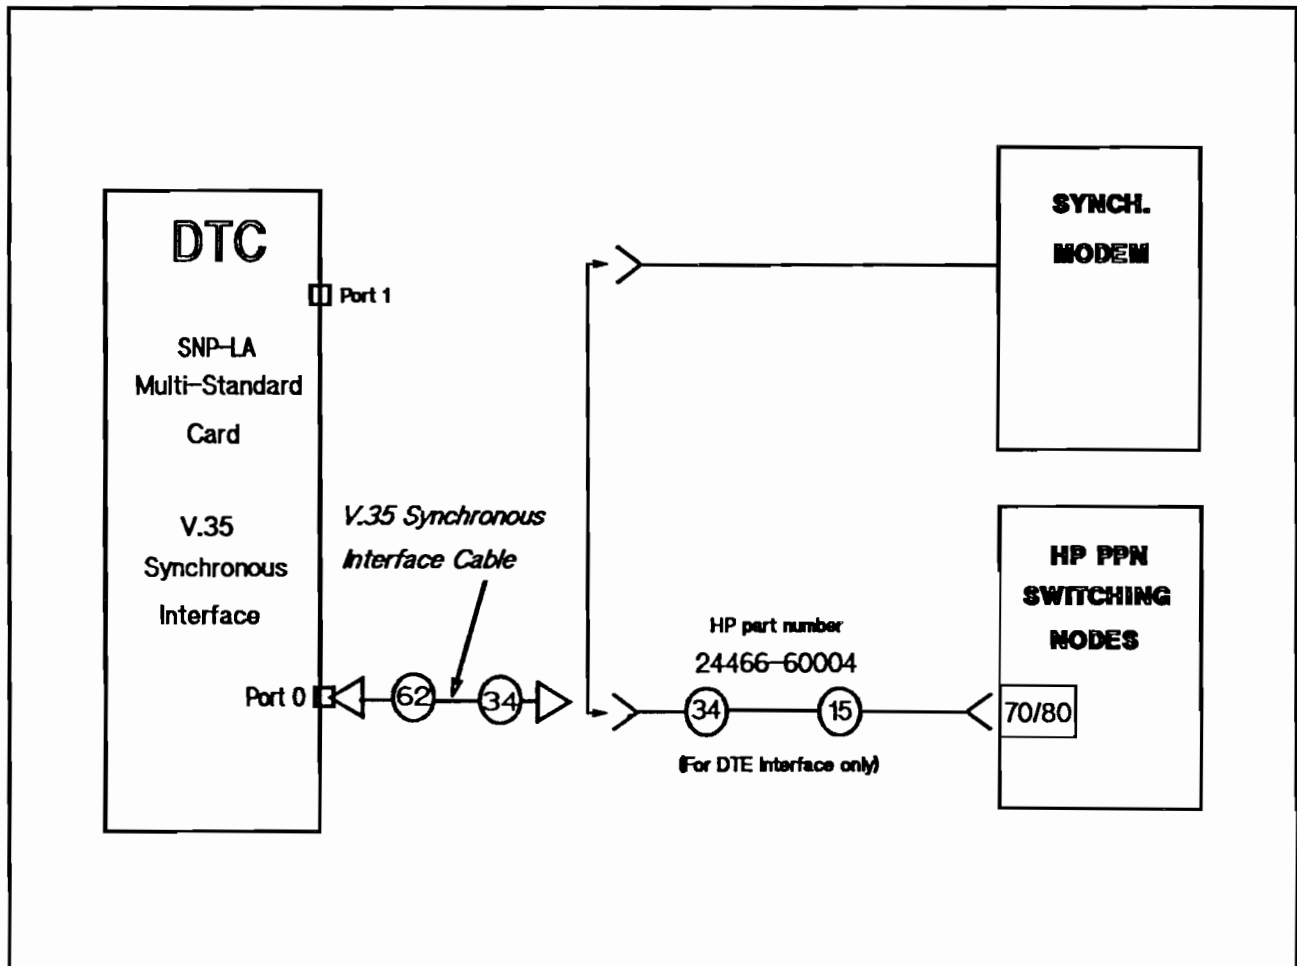 DTC
Port 1
SNP-LA
Multi-Standard
Card
V.35
Synchronous
Interface
Port 0
V.35 Synchronous
Interface Cable
62
34
SYNCH.
MODEM
HP part number
24466-60004
34
15
(For DTE Interface only)
HP PPN
SWITCHING
NODES
70/80